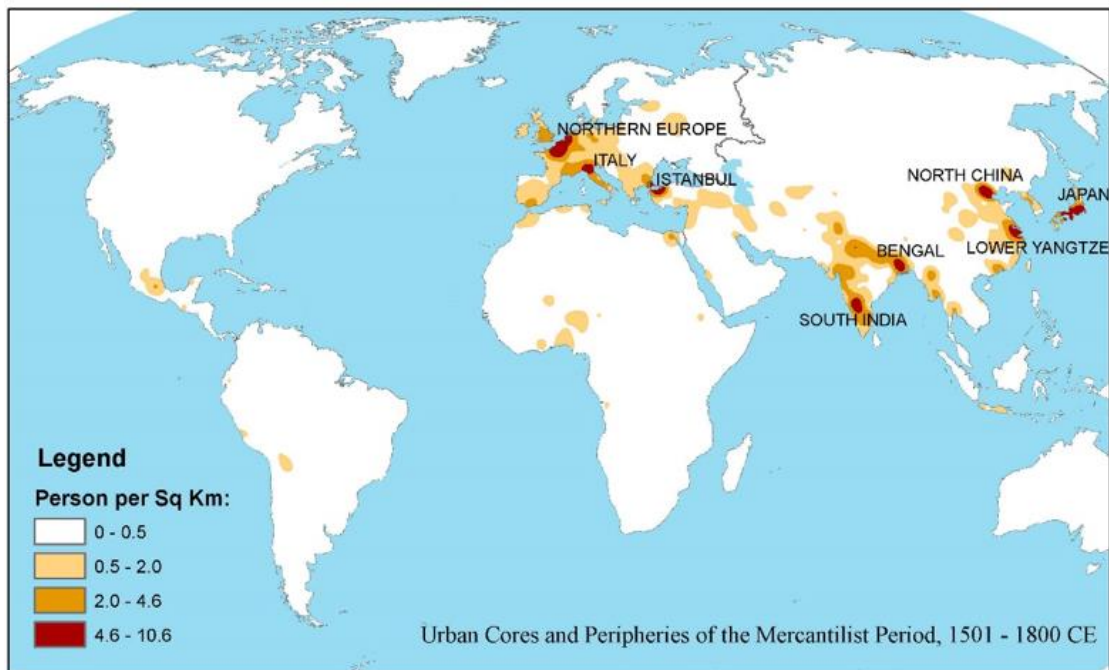 NORTHERN EUROPE
ITALY
ISTANBUL
NORTH CHINA
JAPAN
LOWER YANGTZE
BENGAL
SOUTH INDIA
Legend
Person per Sq Km:
0 - 0.5
0.5 - 2.0
2.0 - 4.6
4.6 - 10.6
Urban Cores and Peripheries of the Mercantilist Period, 1501 - 1800 CE